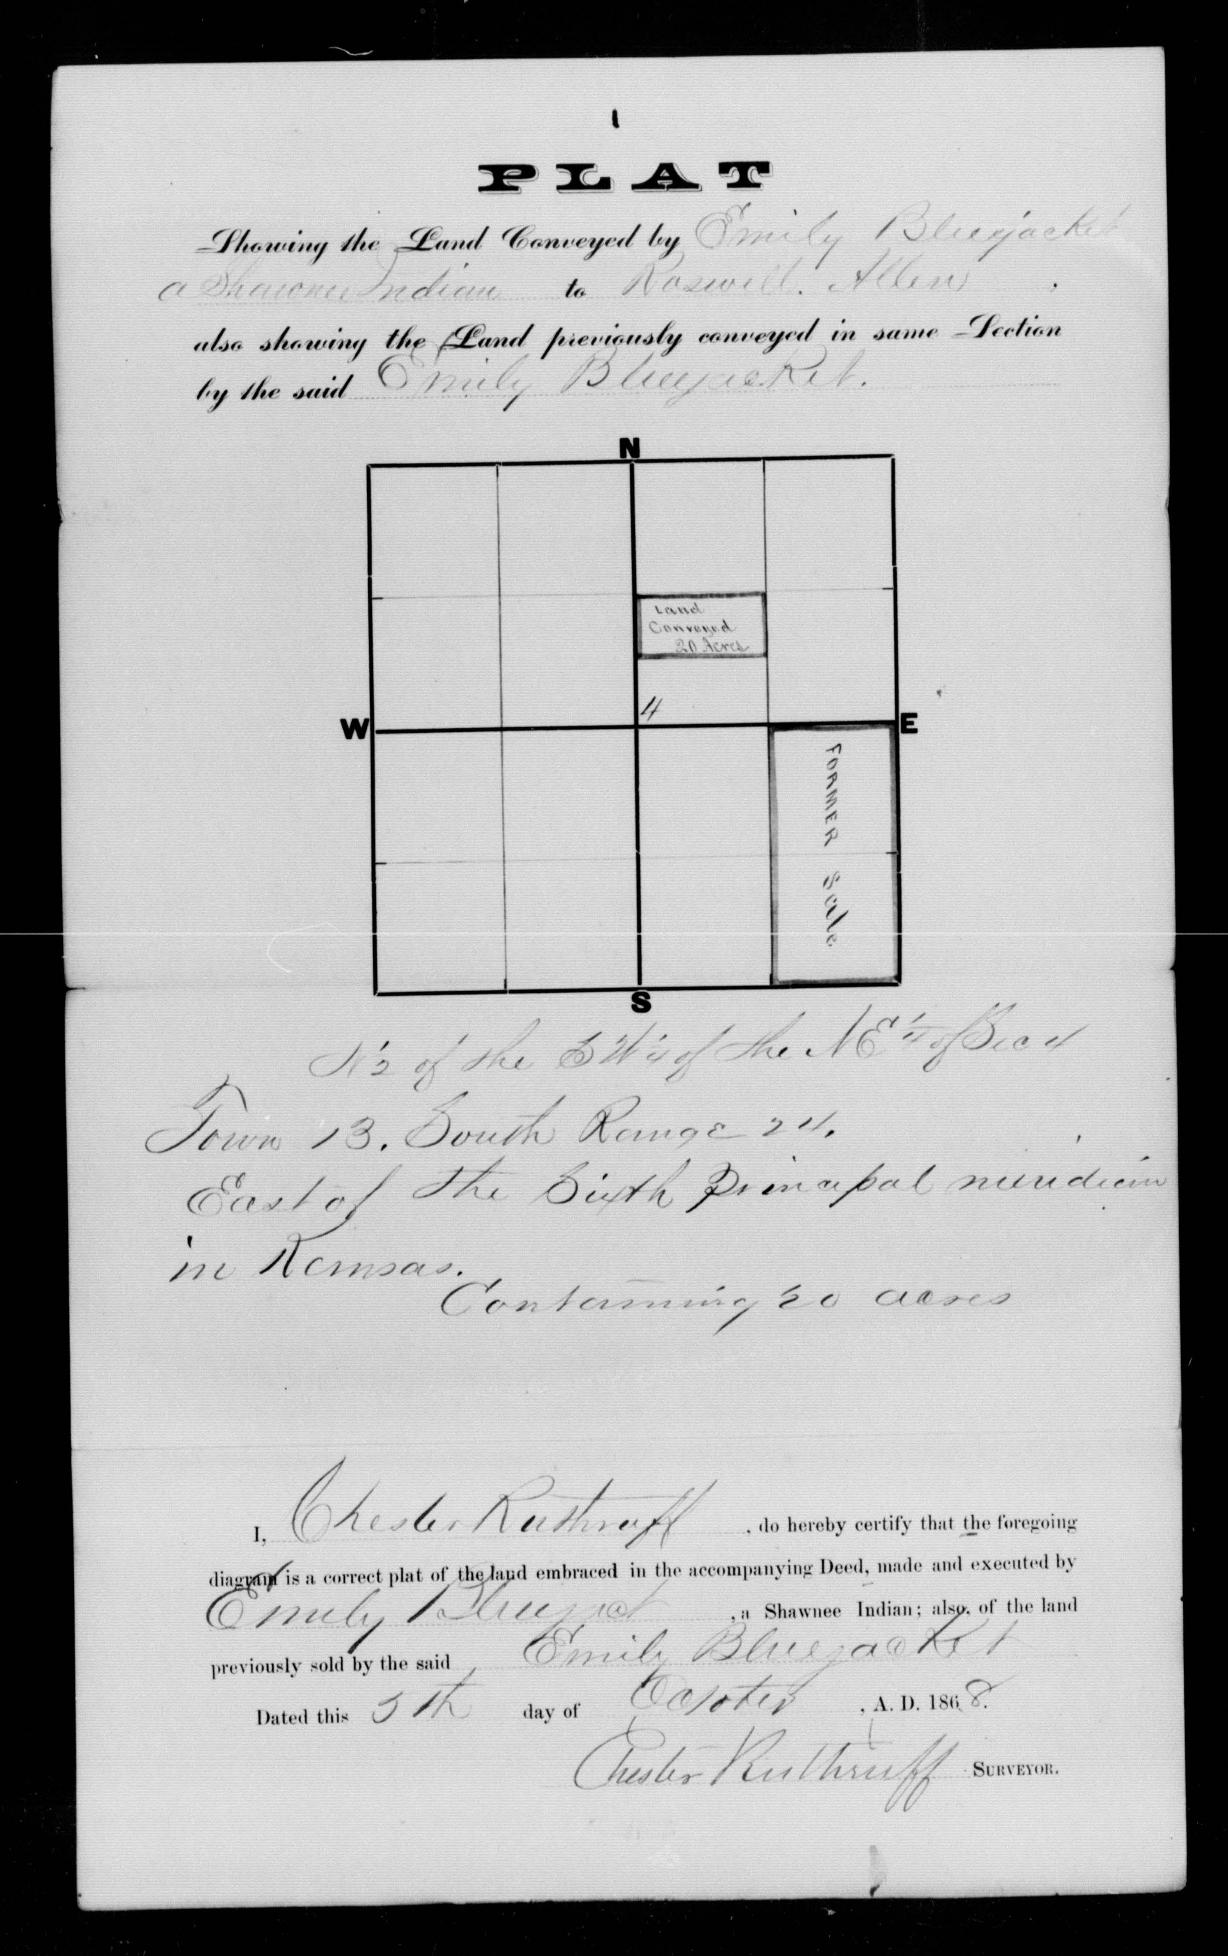 1
PLAT
Showing the Land Conveyed by Emily Bluejacket
a Shawnee Indian to Roswell. Allen .
also showing the Land previously conveyed in same Section
by the said Emily Bluejacket.
N
Land
Conveyed
20 Acres
4
W
E
FORMER Sale
S
N ½ of the S W ¼ of the N E ¼ of Sec 4
Town 13. South Range 24.
East of the Sixth Principal meridian
in Kansas.
Containing 20 acres
I, Chester Ruthruff , do hereby certify that the foregoing
diagram is a correct plat of the land embraced in the accompanying Deed, made and executed by
Emily Bluejact , a Shawnee Indian; also, of the land
previously sold by the said Emily Bluejacket
Dated this 5th day of October , A. D. 1868.
Chester Ruthruff SURVEYOR.